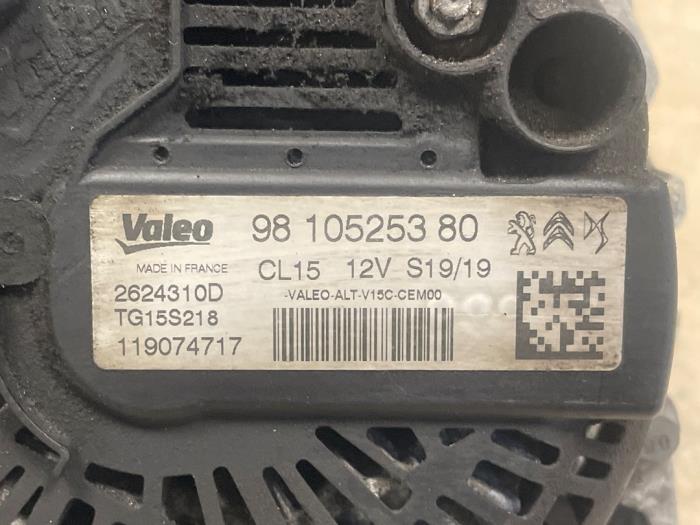 Valeo 98 105253 80
MADE IN FRANCE CL15 12V S19/19
2624310D -VALEO-ALT-V15C-CEM00
TG15S218
119074717